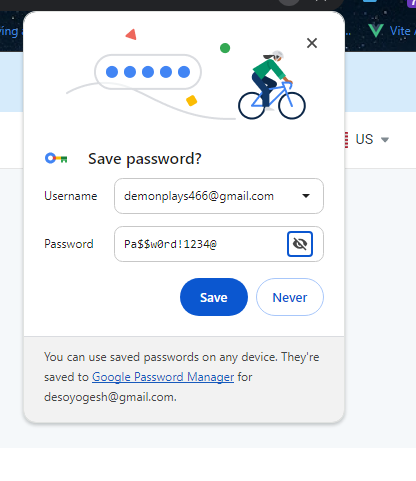 ying a
Vite A
Save password?
US
Username demonplays466@gmail.com
Password Pa$$w0rd!1234@
Save Never
You can use saved passwords on any device. They're
saved to Google Password Manager for
desoyogesh@gmail.com.